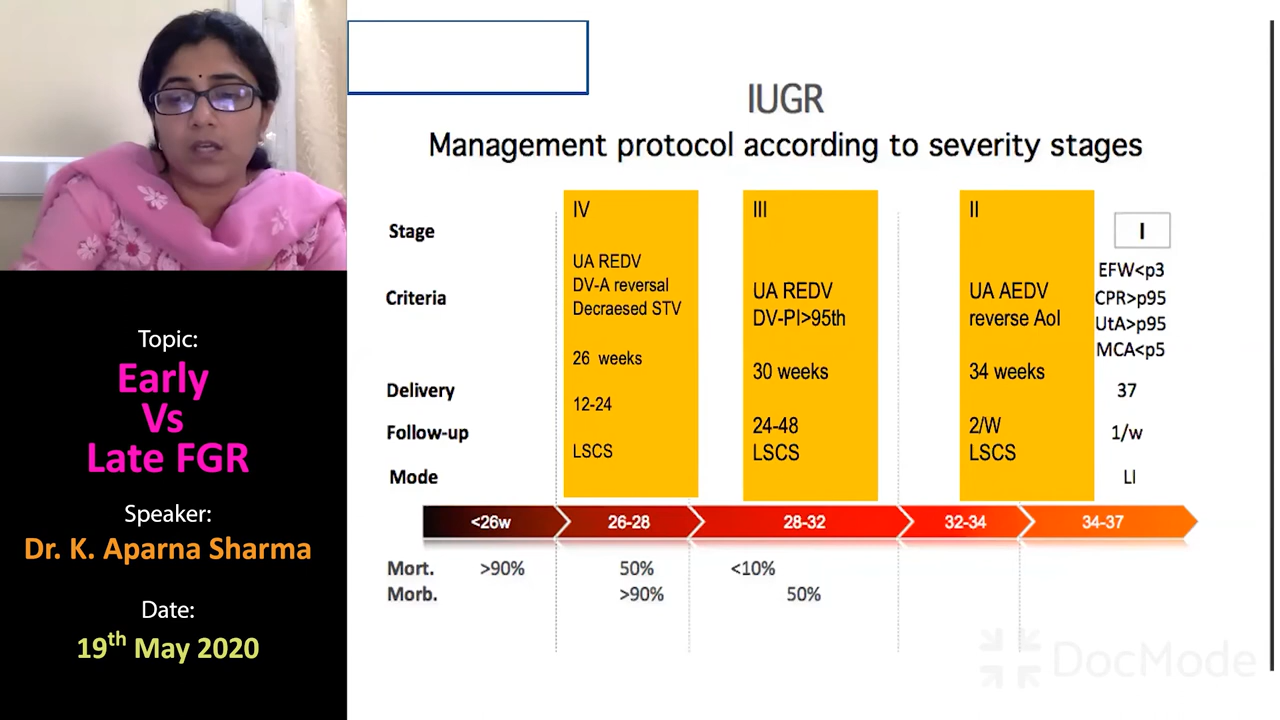 Topic:
Early
Vs
Late FGR
Speaker:
Dr. K. Aparna Sharma
Date:
19th May 2020
IUGR
Management protocol according to severity stages
Stage
Criteria
Delivery
Follow-up
Mode
IV
UA REDV
DV-A reversal
Decraesed STV
26 weeks
12-24
LSCS
III
UA REDV
DV-PI>95th
30 weeks
24-48
LSCS
II
UA AEDV
reverse AoI
34 weeks
2/W
LSCS
I
EFW<p3
CPR>p95
UtA>p95
MCA<p5
37
1/w
LI
<26w 26-28 28-32 32-34 34-37
Mort. >90% 50% <10%
Morb. >90% 50%
DocMode